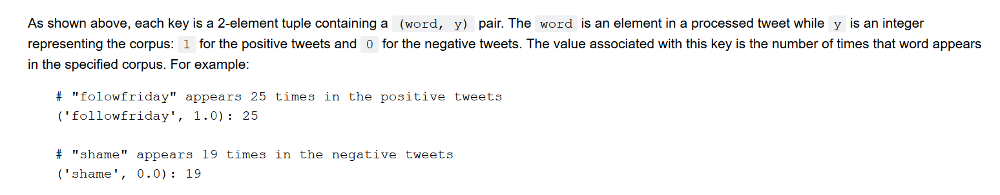 As shown above, each key is a 2-element tuple containing a (word, y) pair. The word is an element in a processed tweet while y is an integer
representing the corpus: 1 for the positive tweets and 0 for the negative tweets. The value associated with this key is the number of times that word appears
in the specified corpus. For example:
# "folowfriday" appears 25 times in the positive tweets
('followfriday', 1.0): 25
# "shame" appears 19 times in the negative tweets
('shame', 0.0): 19